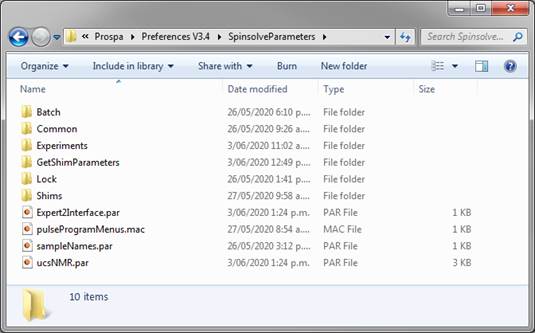 « Prospa ▸ Preferences V3.4 ▸ SpinsolveParameters ▸ Search Spinsolve...
Organize ▾ Include in library ▾ Share with ▾ Burn New folder
Name Date modified Type Size
Batch 26/05/2020 6:10 p.... File folder
Common 26/05/2020 9:26 a... File folder
Experiments 3/06/2020 11:02 a... File folder
GetShimParameters 3/06/2020 12:49 p... File folder
Lock 26/05/2020 1:41 p... File folder
Shims 27/05/2020 9:58 a... File folder
Expert2Interface.par 3/06/2020 1:24 p.m. PAR File 1 KB
pulseProgramMenus.mac 27/05/2020 8:54 a... MAC File 1 KB
sampleNames.par 26/05/2020 3:12 p... PAR File 1 KB
ucsNMR.par 3/06/2020 1:24 p.m. PAR File 3 KB
10 items